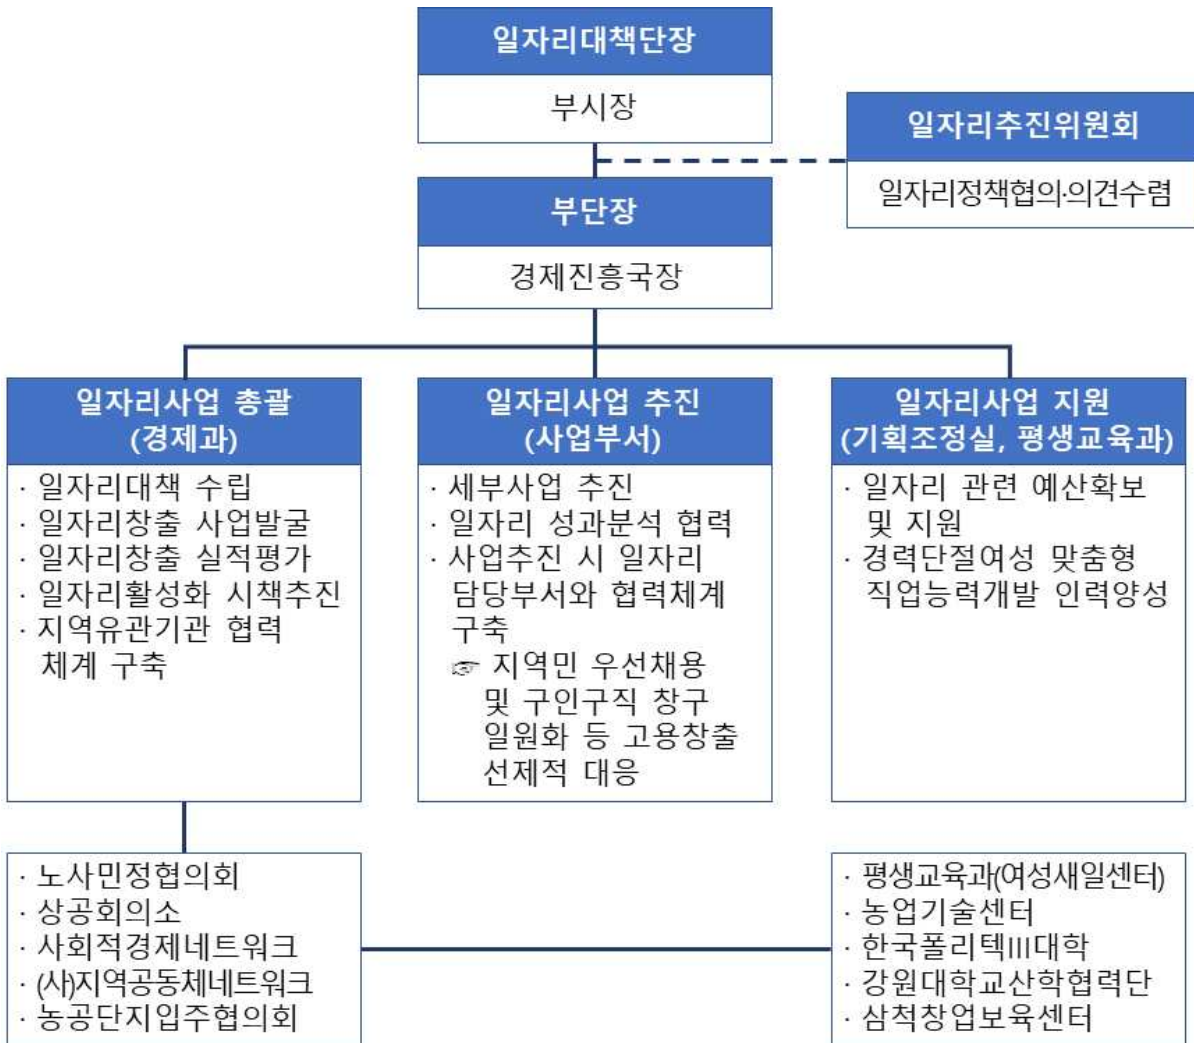 일자리대책단장
부시장
일자리추진위원회
일자리정책협의·의견수렴
부단장
경제진흥국장
일자리사업 총괄
(경제과)
· 일자리대책 수립
· 일자리창출 사업발굴
· 일자리창출 실적평가
· 일자리활성화 시책추진
· 지역유관기관 협력
체계 구축
일자리사업 추진
(사업부서)
· 세부사업 추진
· 일자리 성과분석 협력
· 사업추진 시 일자리
담당부서와 협력체계
구축
☞ 지역민 우선채용
및 구인구직 창구
일원화 등 고용창출
선제적 대응
일자리사업 지원
(기획조정실, 평생교육과)
· 일자리 관련 예산확보
및 지원
· 경력단절여성 맞춤형
직업능력개발 인력양성
· 노사민정협의회
· 상공회의소
· 사회적경제네트워크
· (사)지역공동체네트워크
· 농공단지입주협의회
· 평생교육과(여성새일센터)
· 농업기술센터
· 한국폴리텍III대학
· 강원대학교산학협력단
· 삼척창업보육센터